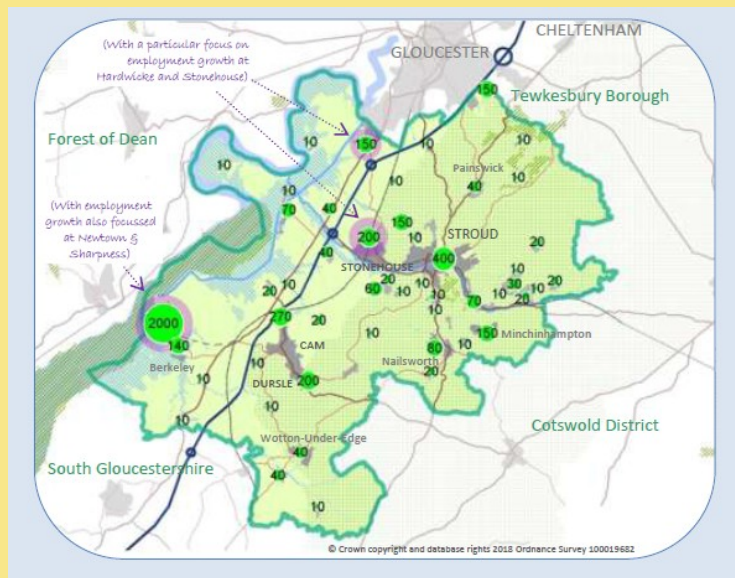 CHELTENHAM
(With a particular focus on
employment growth at
Hardwicke and Stonehouse)
GLOUCESTER
150
Tewkesbury Borough
Forest of Dean
10
150
10
10
10
Painswick
10
10
40
10
(With employment
growth also focussed
at Newtown &
Sharpness)
10
70
40
150
200
10
STROUD
20
40
STONEHOUSE
400
10
20
60
10
10
10
30
10
20
20
20
10
10
70
2000
270
20
140
10
150
Minchinhampton
CAM
10
80
Berkeley
10
Nailsworth
20
10
DURSLE
200
10
10
Cotswold District
Wotton-Under-Edge
40
South Gloucestershire
40
10
© Crown copyright and database rights 2018 Ordnance Survey 100019682